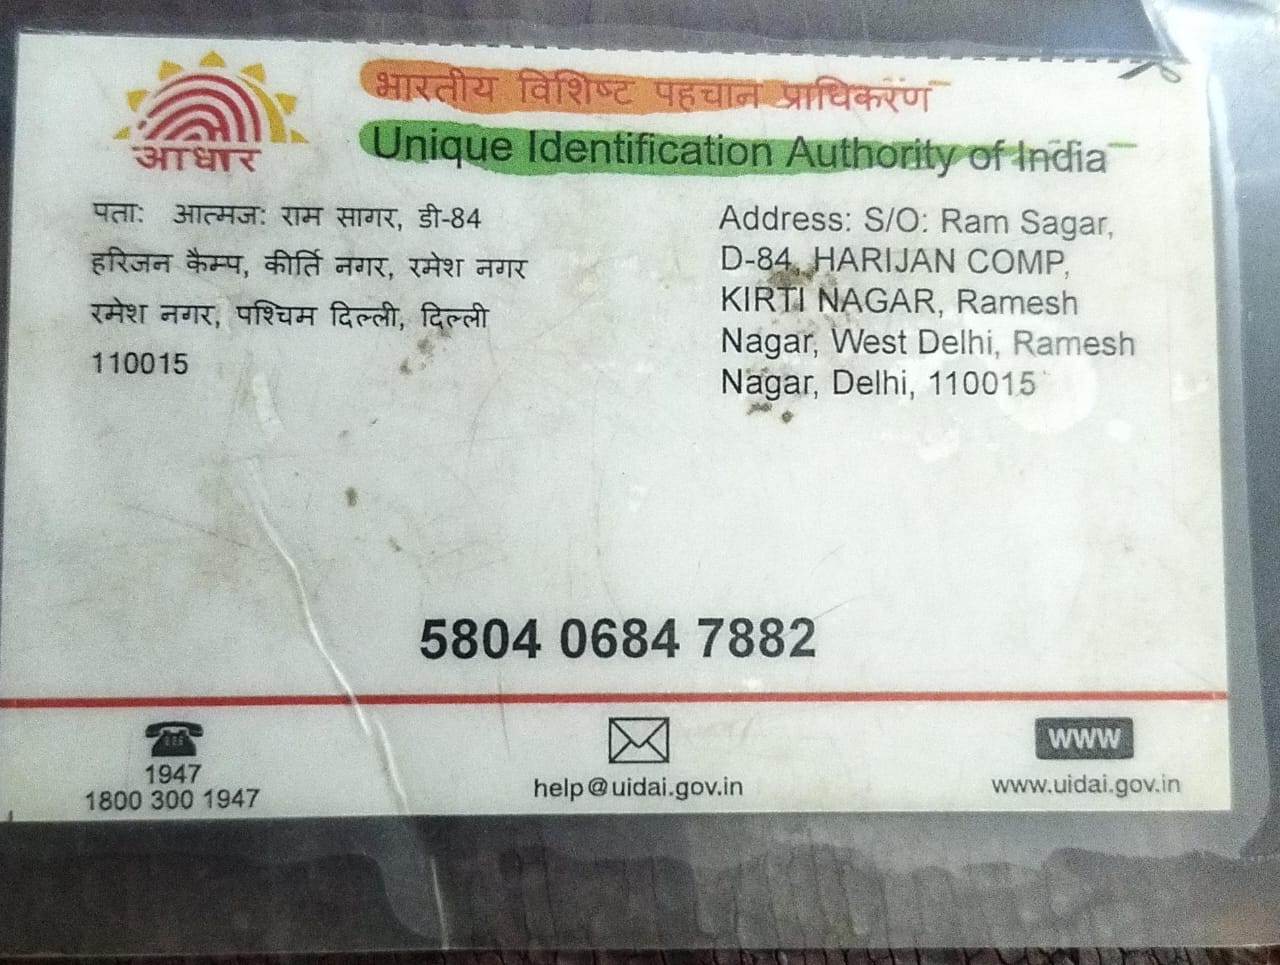 आधार
भारतीय विशिष्ट पहचान प्राधिकरण
Unique Identification Authority of India
पता: आत्मज: राम सागर, डी-84
हरिजन कैम्प, कीर्ति नगर, रमेश नगर
रमेश नगर, पश्चिम दिल्ली, दिल्ली
110015
Address: S/O: Ram Sagar,
D-84, HARIJAN COMP,
KIRTI NAGAR, Ramesh
Nagar, West Delhi, Ramesh
Nagar, Delhi, 110015
5804 0684 7882
1947
1800 300 1947
help@uidai.gov.in
WWW
www.uidai.gov.in